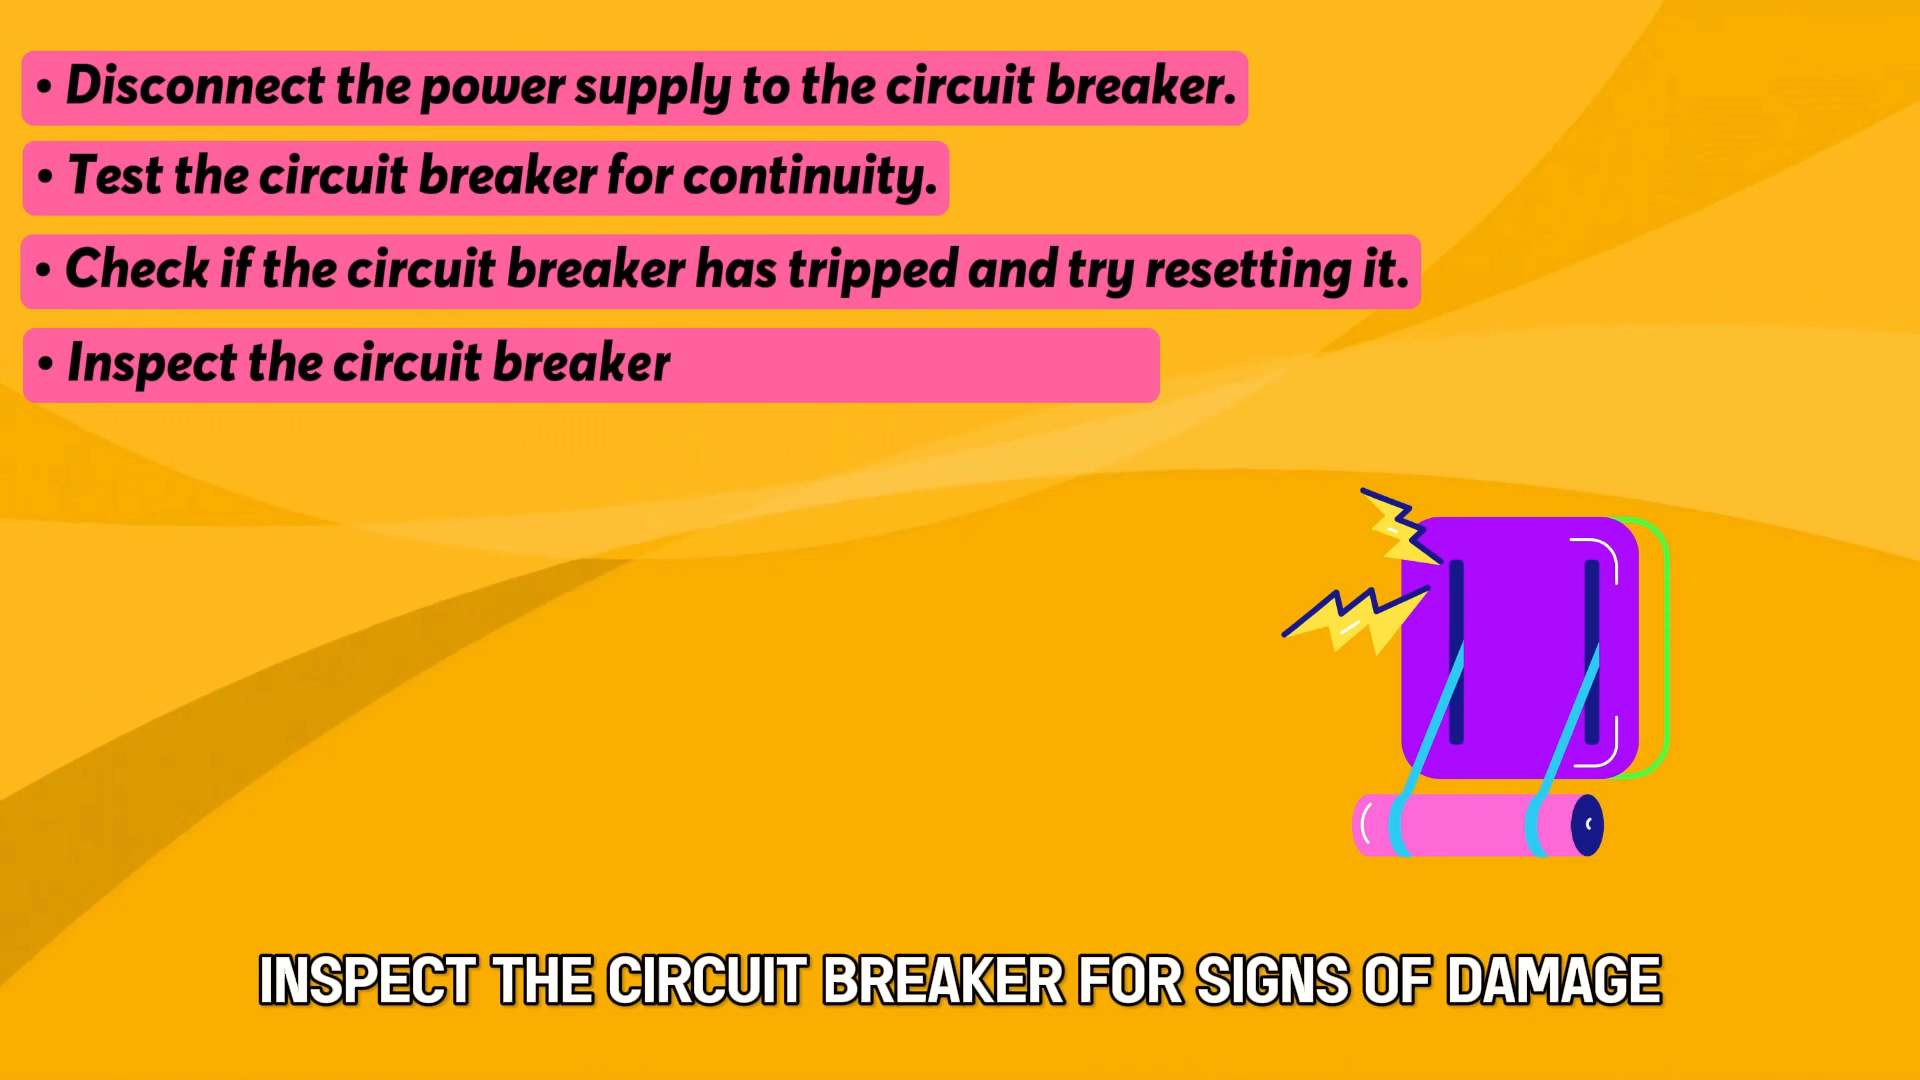 • Disconnect the power supply to the circuit breaker.
• Test the circuit breaker for continuity.
• Check if the circuit breaker has tripped and try resetting it.
• Inspect the circuit breaker
INSPECT THE CIRCUIT BREAKER FOR SIGNS OF DAMAGE